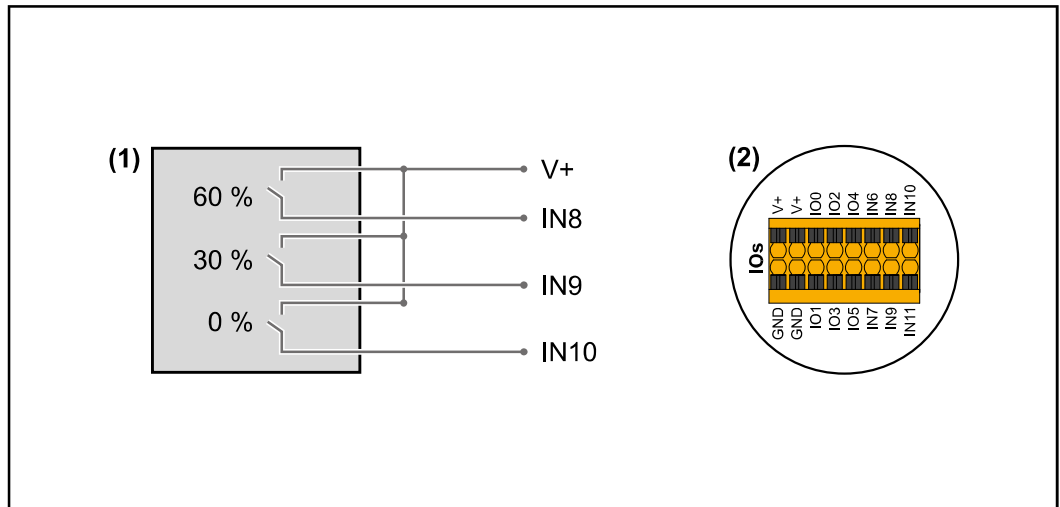 (1)
60 %
30 %
0 %
V+
IN8
IN9
IN10
(2)
V+
V+
IO0
IO2
IO4
IN6
IN8
IN10
IOs
GND
GND
IO1
IO3
IO5
IN7
IN9
IN11